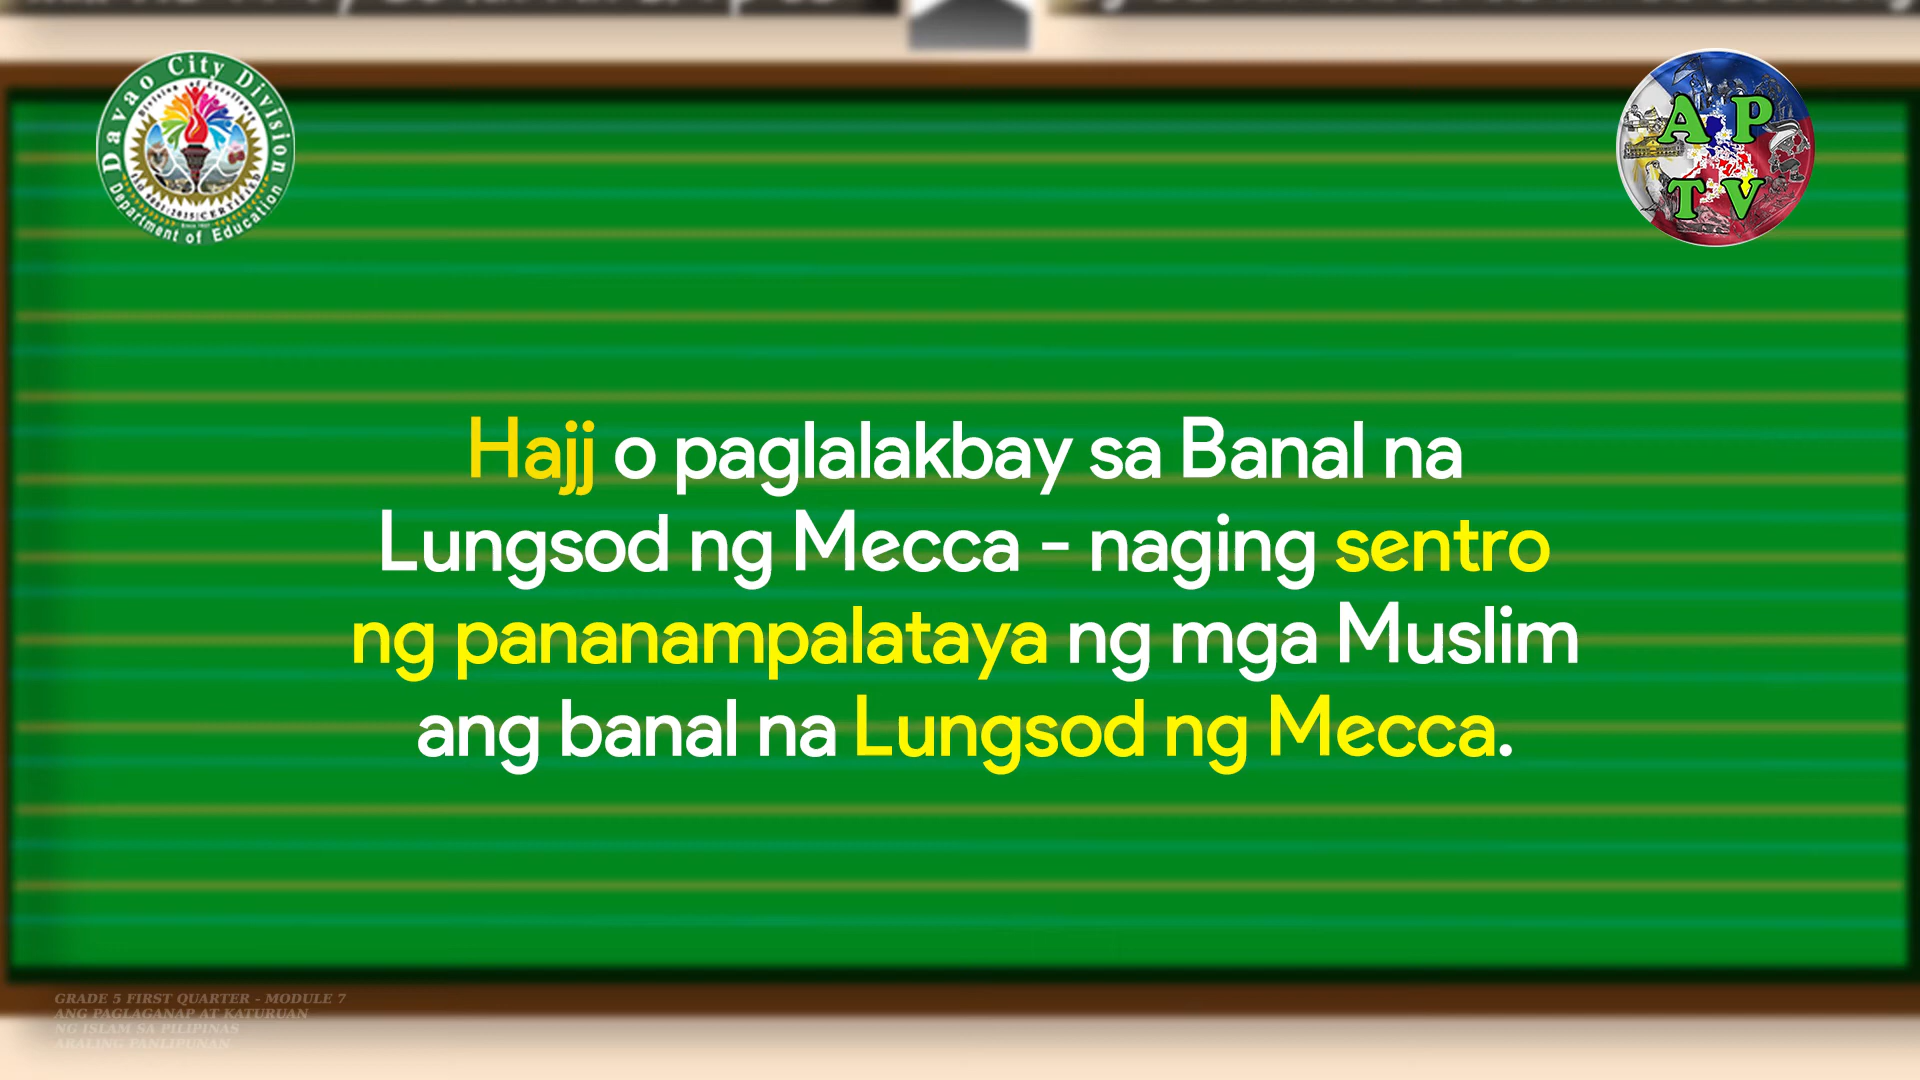 Davao City Division
Department of Education
A P
T V
Hajj o paglalakbay sa Banal na
Lungsod ng Mecca - naging sentro
ng pananampalataya ng mga Muslim
ang banal na Lungsod ng Mecca.
GRADE 5 FIRST QUARTER - MODULE 7
ANG PAGLAGANAP AT KATURUAN
NG ISLAM SA PILIPINAS
ARALING PANLIPUNAN